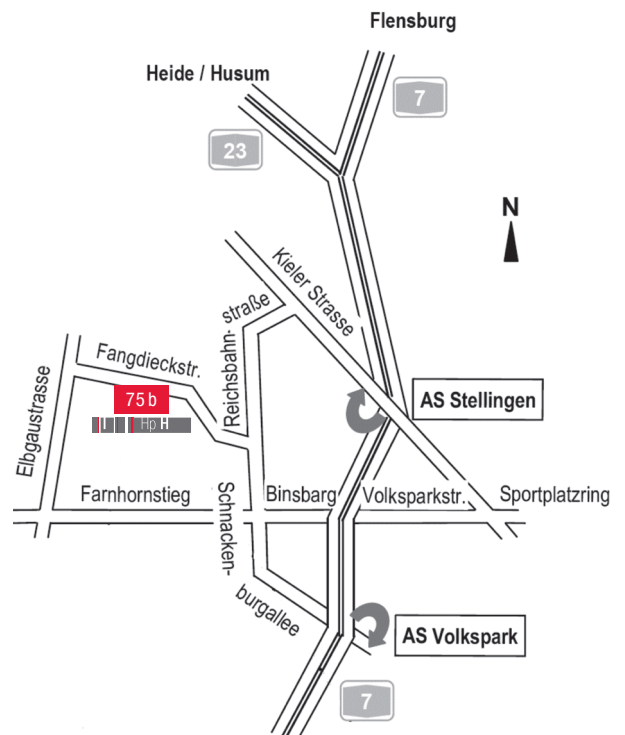 Flensburg
Heide / Husum
7
23
N
Kieler Strasse
straße
Reichsbahn-
Fangdieckstr.
Elbgaustrasse
75 b
Hp H
AS Stellingen
Farnhornstieg
Binsbarg
Volksparkstr.
Sportplatzring
Schnacken-
burgallee
AS Volkspark
7